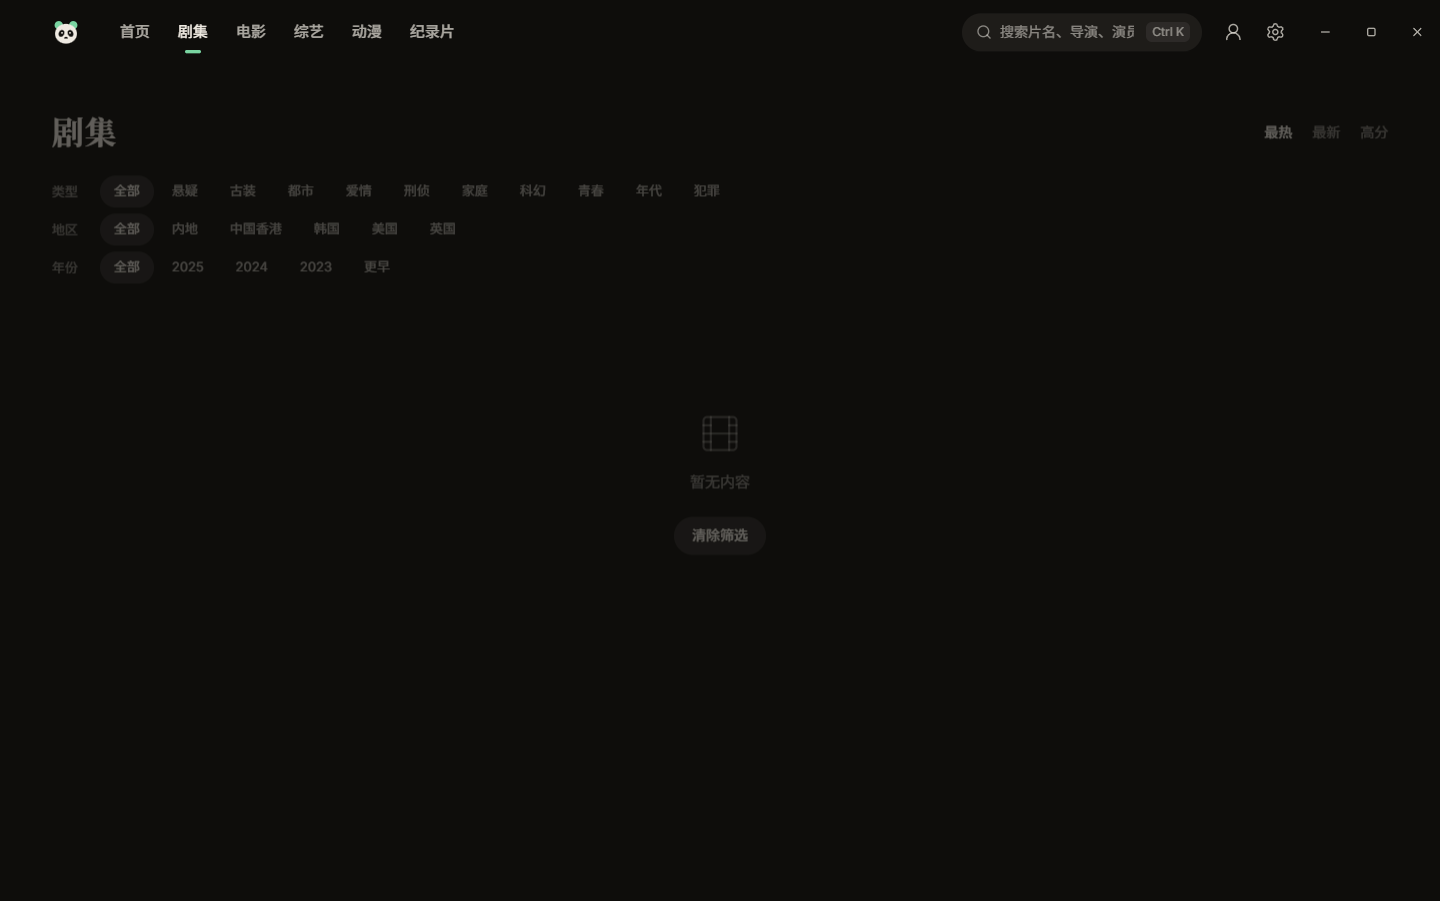 首页 剧集 电影 综艺 动漫 纪录片 搜索片名、导演、演员 Ctrl K
剧集
最热 最新 高分
类型 全部 悬疑 古装 都市 爱情 刑侦 家庭 科幻 青春 年代 犯罪
地区 全部 内地 中国香港 韩国 美国 英国
年份 全部 2025 2024 2023 更早
暂无内容
清除筛选